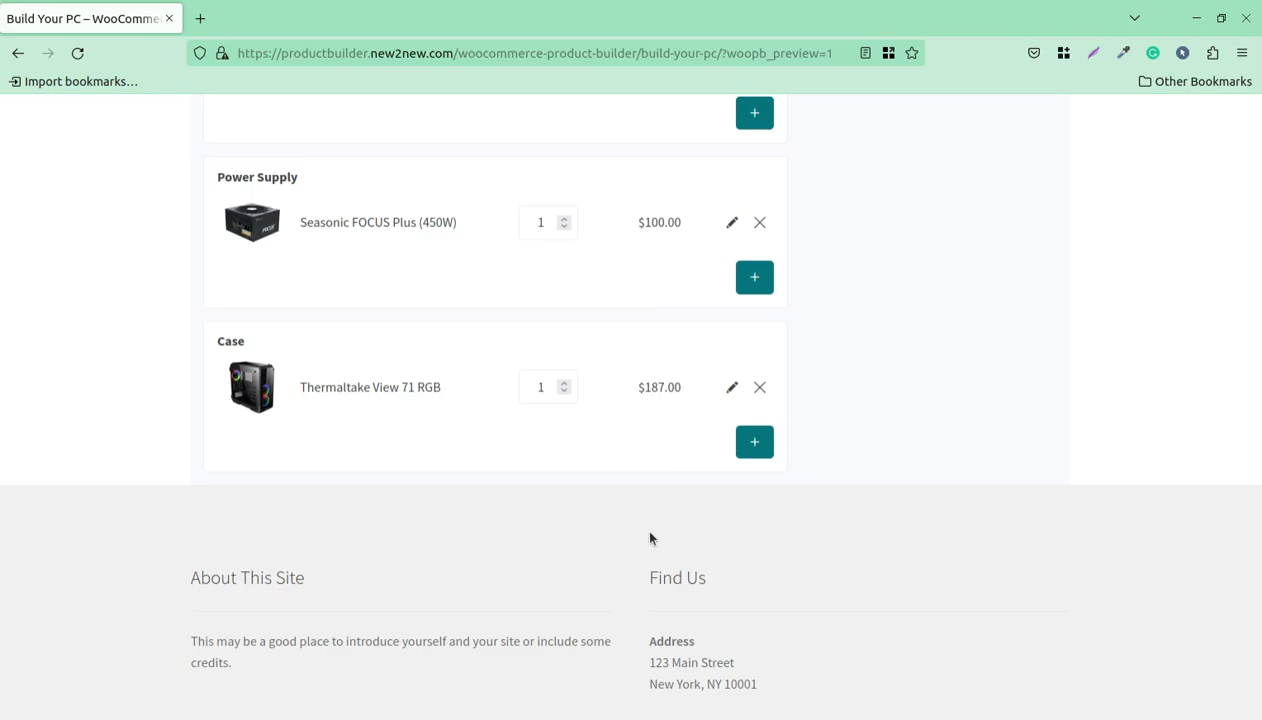 Build Your PC – WooComme
https://productbuilder.new2new.com/woocommerce-product-builder/build-your-pc/?woopb_preview=1
Import bookmarks…
Other Bookmarks
+
Power Supply
Seasonic FOCUS Plus (450W)
1
$100.00
+
Case
Thermaltake View 71 RGB
1
$187.00
+
About This Site
This may be a good place to introduce yourself and your site or include some
credits.
Find Us
Address
123 Main Street
New York, NY 10001